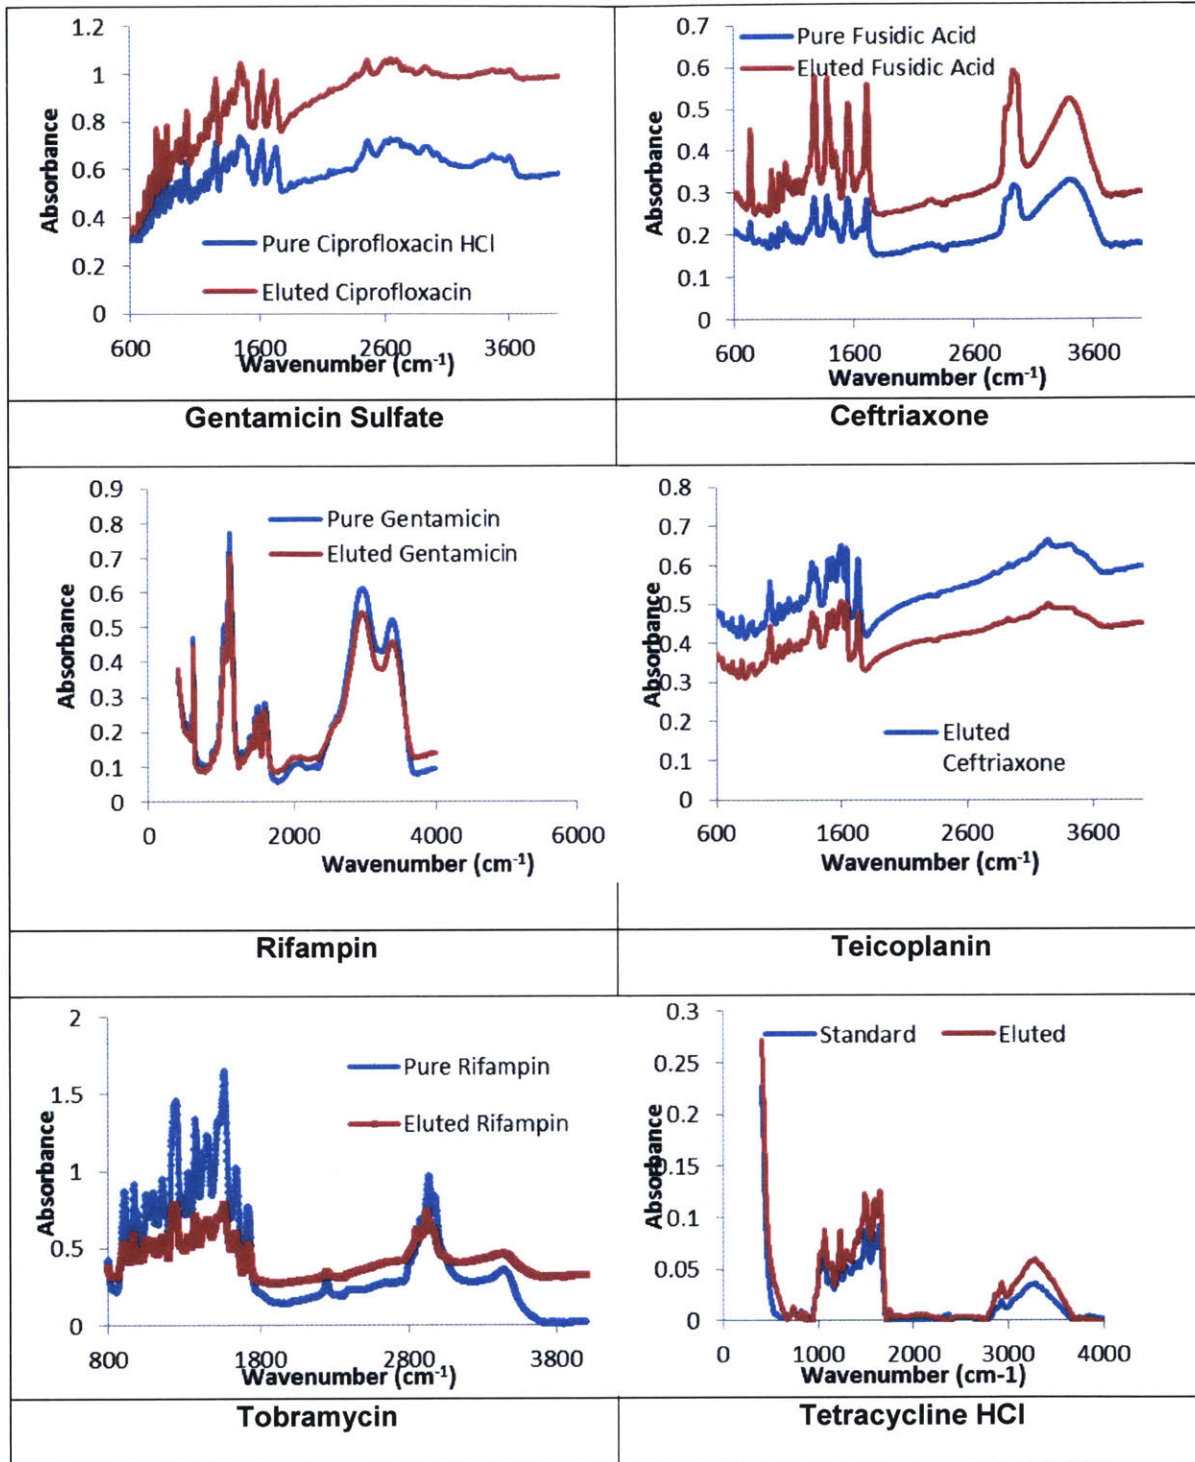 1.2
1
0.8
0.6
0.4
0.2
0
Absorbance
Pure Ciprofloxacin HCl
Eluted Ciprofloxacin
600 1600 2600 3600
Wavenumber (cm-1)
0.7
0.6
0.5
0.4
0.3
0.2
0.1
0
Absorbance
Pure Fusidic Acid
Eluted Fusidic Acid
600 1600 2600 3600
Wavenumber (cm-1)
Gentamicin Sulfate
Ceftriaxone
0.9
0.8
0.7
0.6
0.5
0.4
0.3
0.2
0.1
0
Absorbance
Pure Gentamicin
Eluted Gentamicin
0 2000 4000 6000
Wavenumber (cm-1)
0.8
0.7
0.6
0.5
0.4
0.3
0.2
0.1
0
Absorbance
Eluted
Ceftriaxone
600 1600 2600 3600
Wavenumber (cm-1)
Rifampin
Teicoplanin
2
1.5
1
0.5
0
Absorbance
Pure Rifampin
Eluted Rifampin
800 1800 2800 3800
Wavenumber (cm-1)
0.3
0.25
0.2
0.15
0.1
0.05
0
Absorbance
Standard Eluted
0 1000 2000 3000 4000
Wavenumber (cm-1)
Tobramycin
Tetracycline HCl